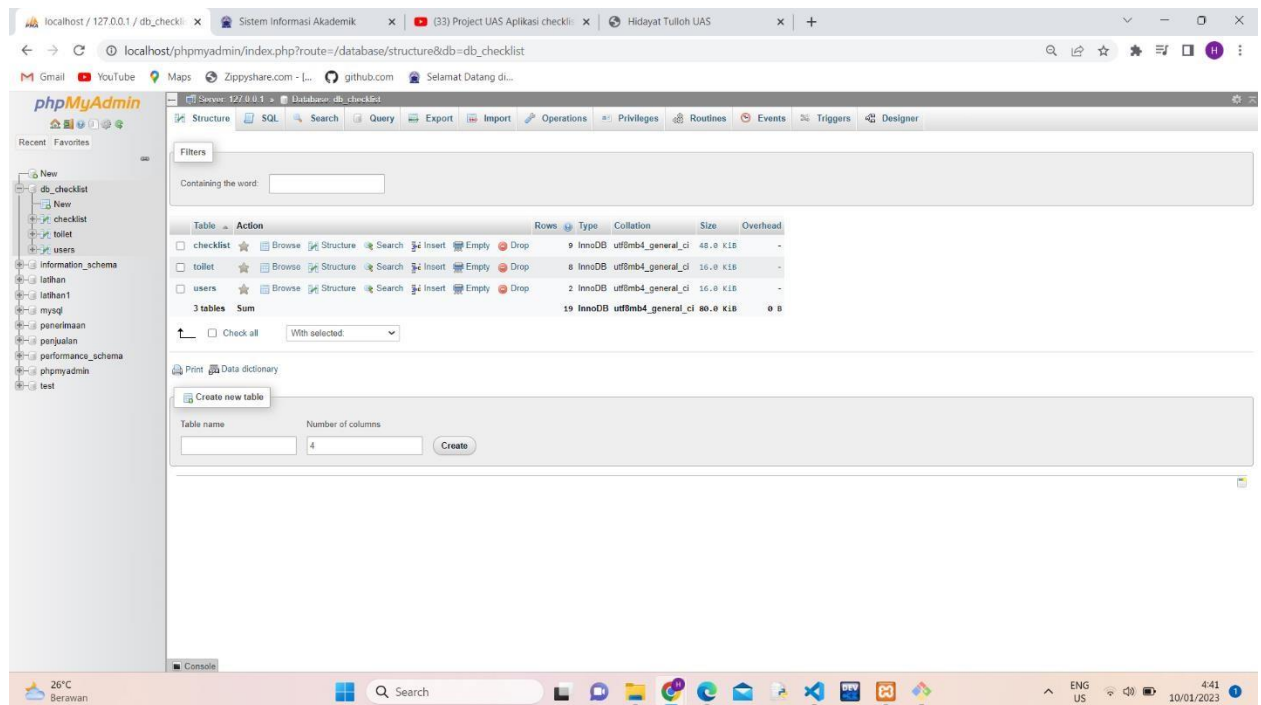 localhost / 127.0.0.1 / db_checkli
Sistem Informasi Akademik
(33) Project UAS Aplikasi checklis
Hidayat Tulloh UAS
localhost/phpmyadmin/index.php?route=/database/structure&db=db_checklist
H
Gmail YouTube Maps Zippyshare.com - [... github.com Selamat Datang di...
phpMyAdmin
Recent Favorites
New
db_checklist
New
checklist
toilet
users
information_schema
latihan
latihan1
mysql
penerimaan
penjualan
performance_schema
phpmyadmin
test
Server: 127.0.0.1 » Database: db_checklist
Structure SQL Search Query Export Import Operations Privileges Routines Events Triggers Designer
Filters
Containing the word:
Table Action Rows Type Collation Size Overhead
checklist Browse Structure Search Insert Empty Drop 9 InnoDB utf8mb4_general_ci 48.0 KiB -
toilet Browse Structure Search Insert Empty Drop 8 InnoDB utf8mb4_general_ci 16.0 KiB -
users Browse Structure Search Insert Empty Drop 2 InnoDB utf8mb4_general_ci 16.0 KiB -
3 tables Sum 19 InnoDB utf8mb4_general_ci 80.0 KiB 0 B
Check all With selected:
Print Data dictionary
Create new table
Table name Number of columns
4 Create
Console
26°C
Berawan
Search
DEV
ENG
US
4:41
10/01/2023
1